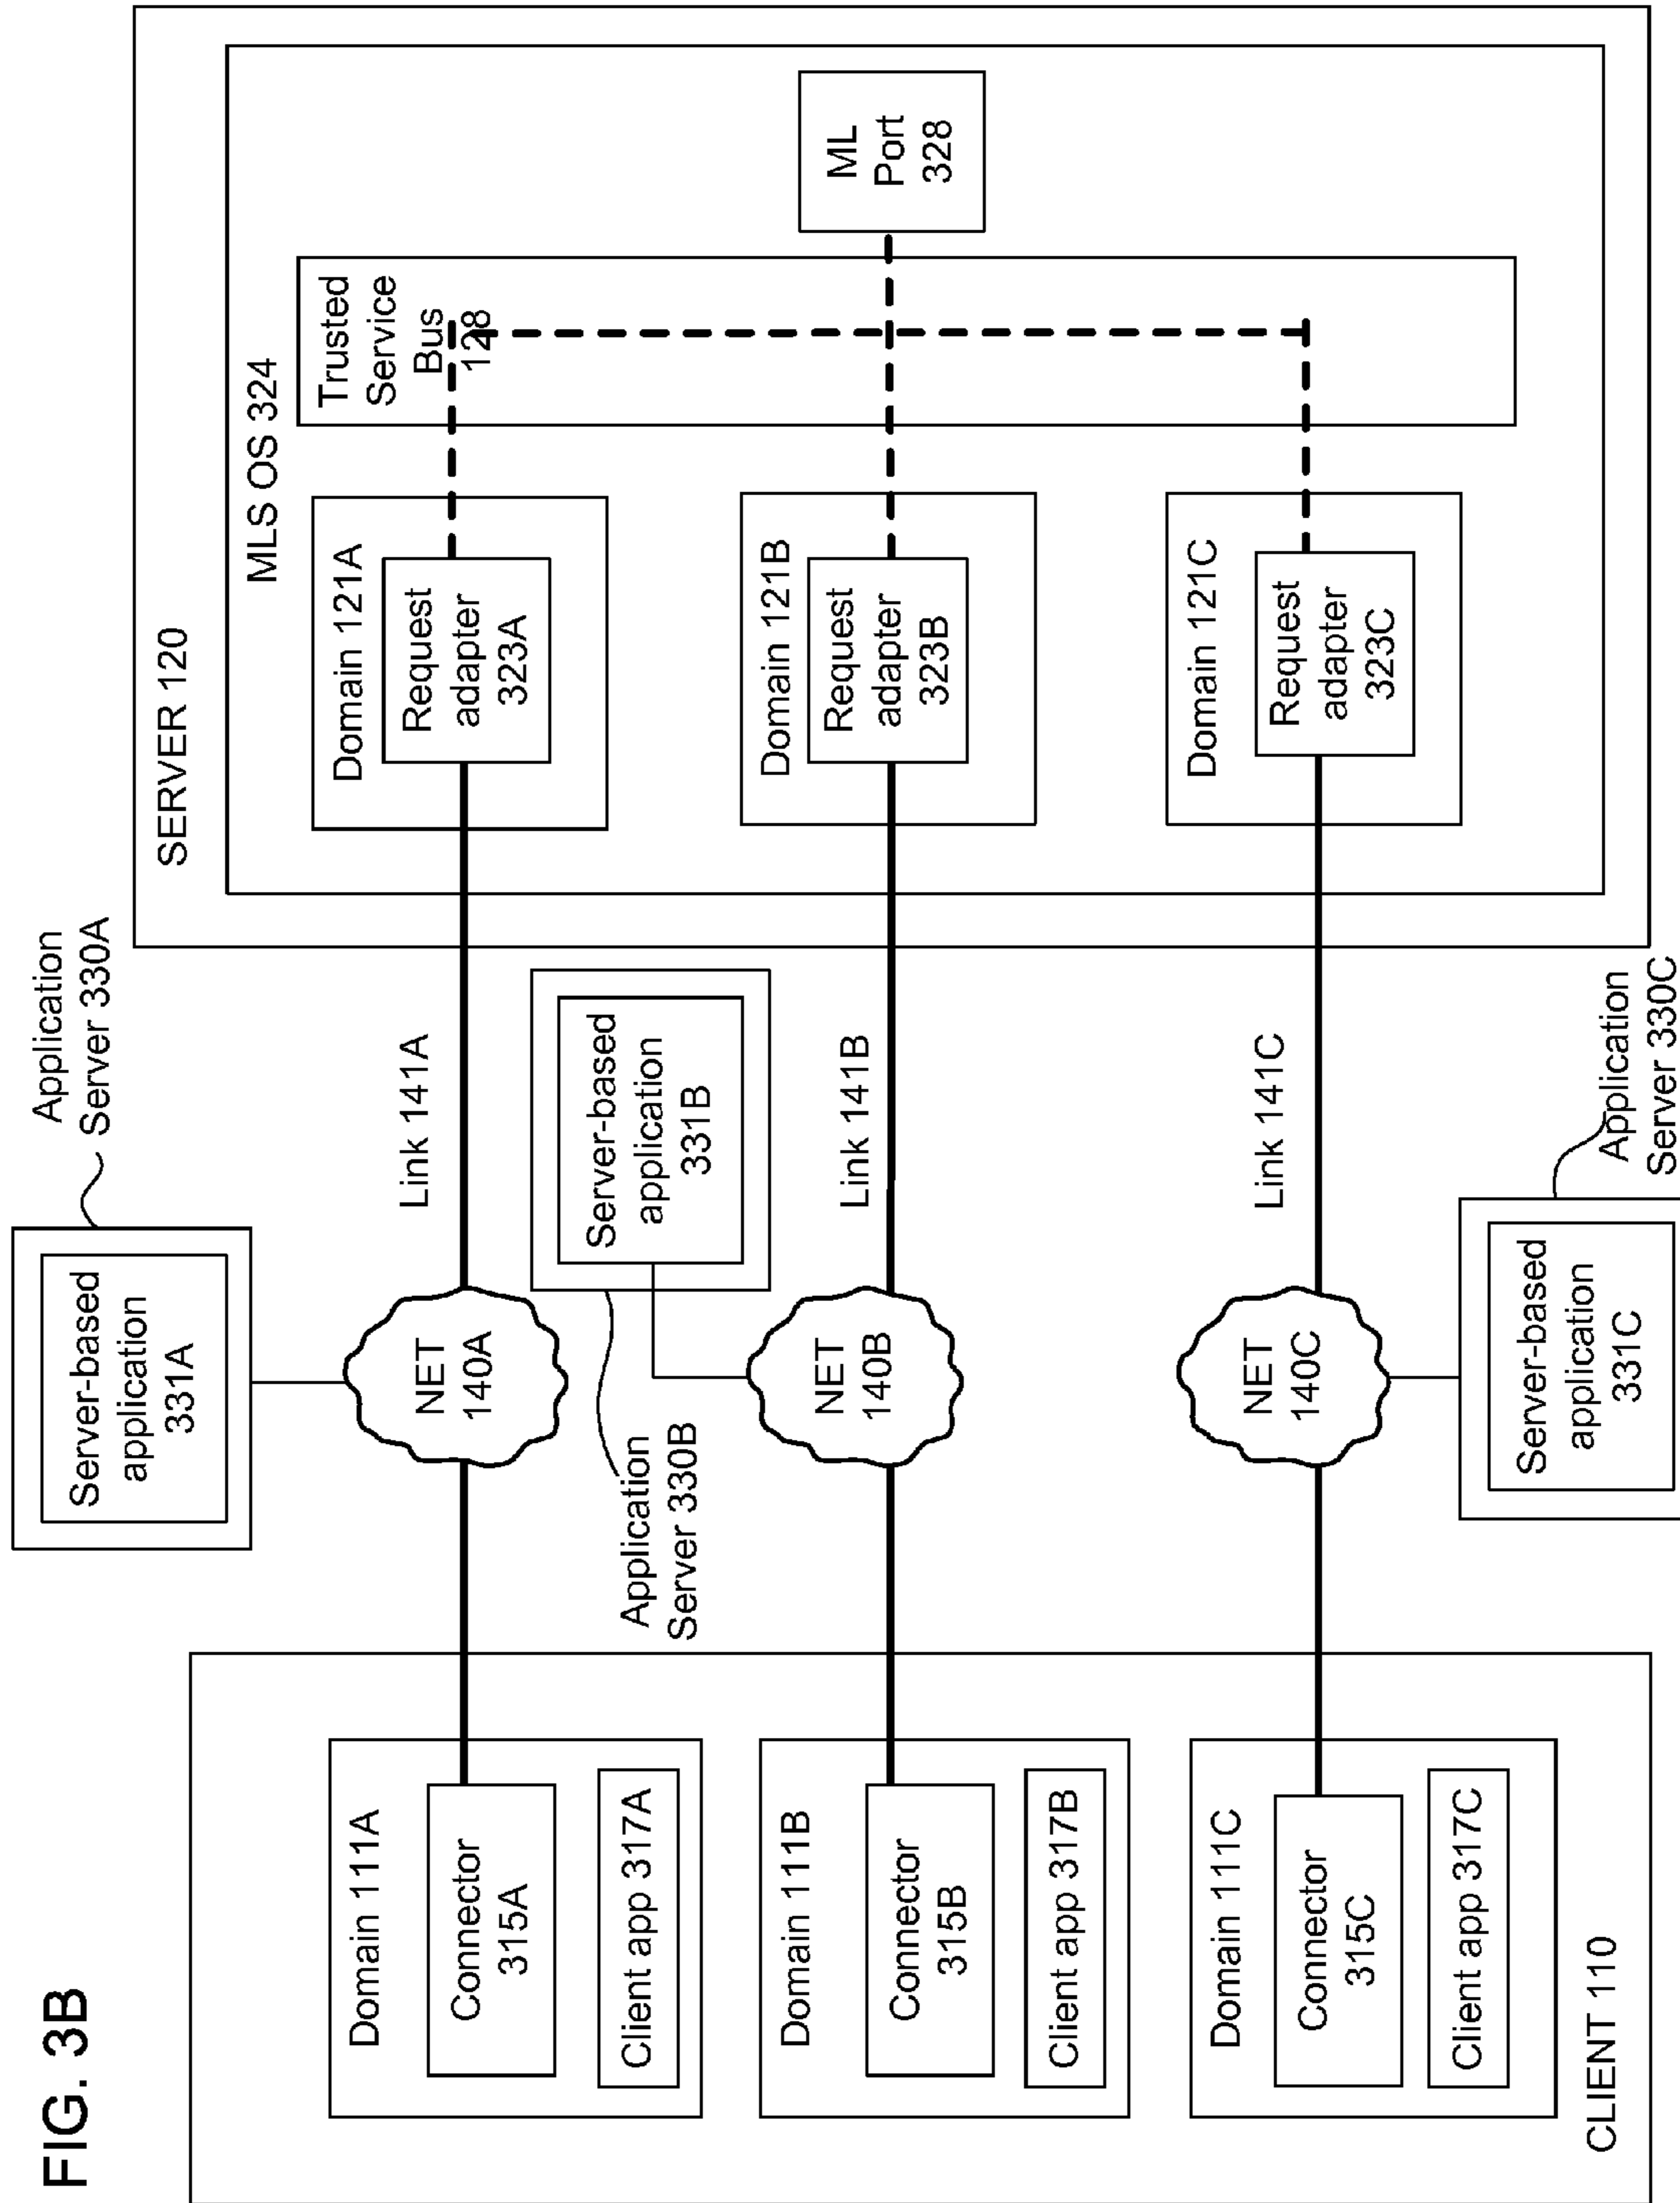 FIG. 3B
Domain 111A
Connector
315A
Client app 317A
Domain 111B
Connector
315B
Client app 317B
Domain 111C
Connector
315C
Client app 317C
CLIENT 110
Server-based
application
331A
Application
Server 330A
NET
140A
Link 141A
Application
Server 330B
Server-based
application
331B
NET
140B
Link 141B
NET
140C
Link 141C
Server-based
application
331C
Application
Server 330C
SERVER 120
MLS OS 324
Domain 121A
Request
adapter
323A
Domain 121B
Request
adapter
323B
Domain 121C
Request
adapter
323C
Trusted
Service
Bus
128
ML
Port
328